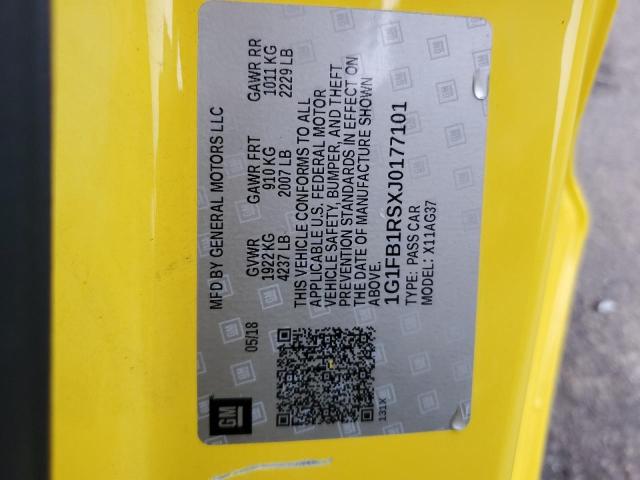 MFD BY GENERAL MOTORS LLC
05/18
GVWR GAWR FRT GAWR RR
1922 KG 910 KG 1011 KG
4237 LB 2007 LB 2229 LB
THIS VEHICLE CONFORMS TO ALL
APPLICABLE U.S. FEDERAL MOTOR
VEHICLE SAFETY, BUMPER, AND THEFT
PREVENTION STANDARDS IN EFFECT ON
THE DATE OF MANUFACTURE SHOWN
ABOVE.
1G1FB1RSXJ0177101
TYPE: PASS CAR
MODEL: X11AG37
GM
131X